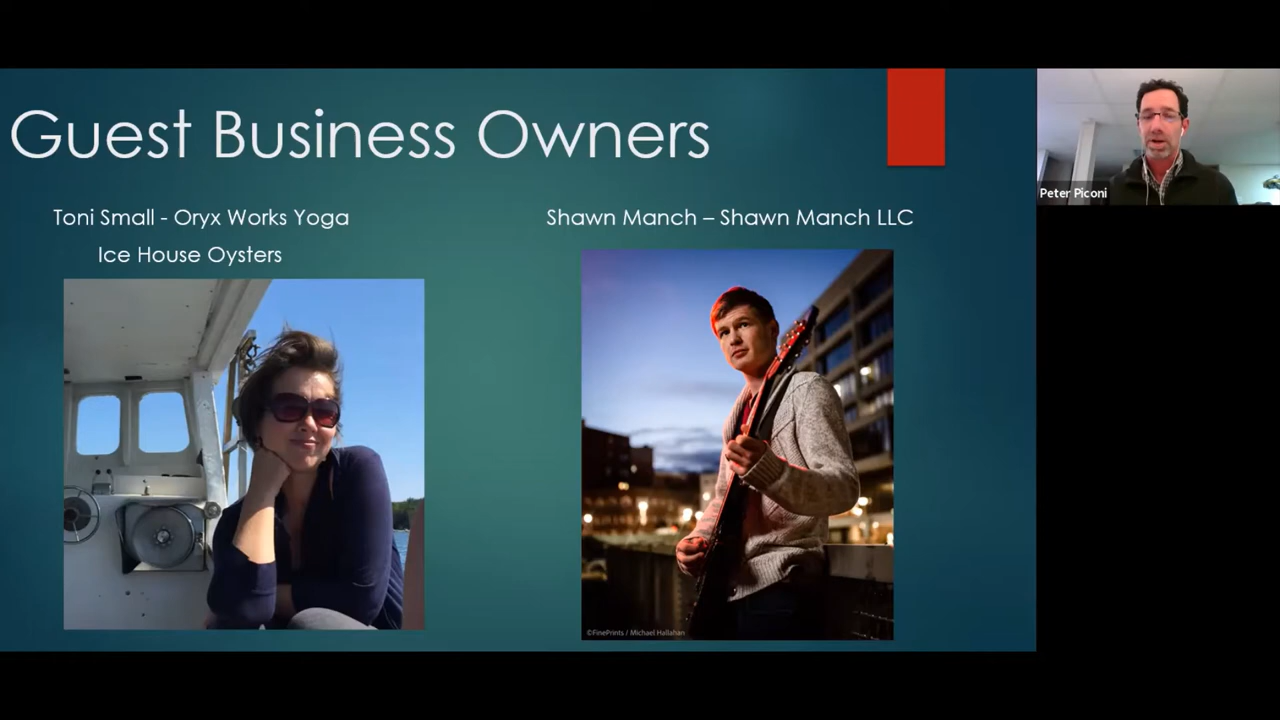 Guest Business Owners
Toni Small - Oryx Works Yoga
Ice House Oysters
Shawn Manch – Shawn Manch LLC
©FinePrints / Michael Hallahan
Peter Piconi